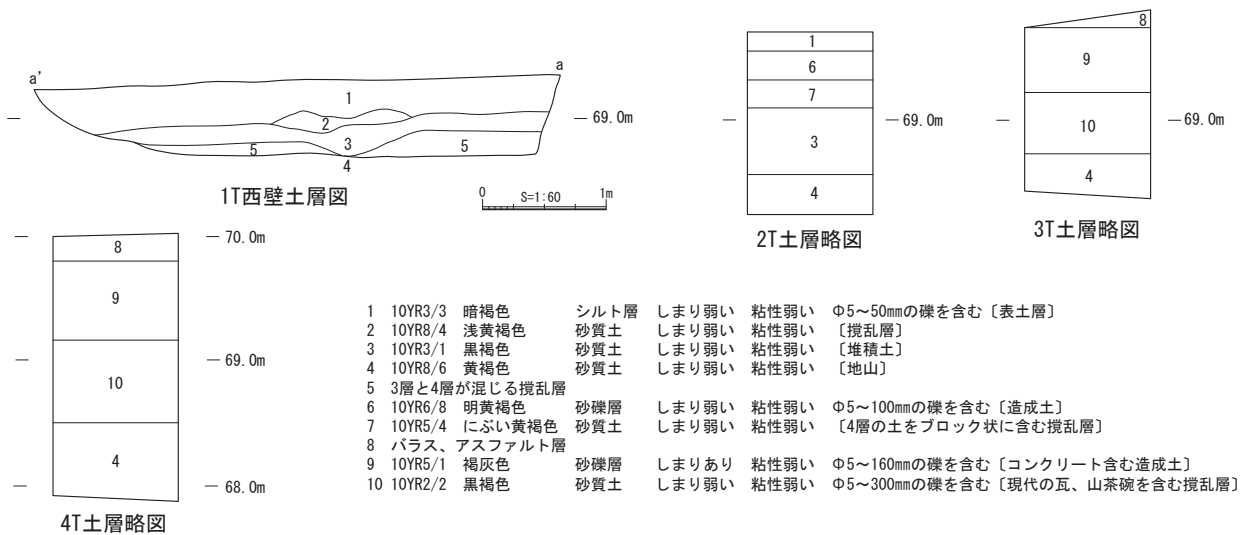 a'
a
1
2
3
5
5
4
69.0m
1T西壁土層図
0 S=1:60 1m
1
6
7
3
4
69.0m
2T土層略図
8
9
10
4
69.0m
3T土層略図
70.0m
8
9
69.0m
10
4
68.0m
4T土層略図
1 10YR3/3 暗褐色 シルト層 しまり弱い 粘性弱い Φ5~50㎜の礫を含む〔表土層〕
2 10YR8/4 浅黄褐色 砂質土 しまり弱い 粘性弱い 〔撹乱層〕
3 10YR3/1 黒褐色 砂質土 しまり弱い 粘性弱い 〔堆積土〕
4 10YR8/6 黄褐色 砂質土 しまり弱い 粘性弱い 〔地山〕
5 3層と4層が混じる撹乱層
6 10YR6/8 明黄褐色 砂礫層 しまり弱い 粘性弱い Φ5~100㎜の礫を含む〔造成土〕
7 10YR5/4 にぶい黄褐色 砂質土 しまり弱い 粘性弱い 〔4層の土をブロック状に含む撹乱層〕
8 バラス、アスファルト層
9 10YR5/1 褐灰色 砂礫層 しまりあり 粘性弱い Φ5~160㎜の礫を含む〔コンクリート含む造成土〕
10 10YR2/2 黒褐色 砂質土 しまり弱い 粘性弱い Φ5~300㎜の礫を含む〔現代の瓦、山茶碗を含む撹乱層〕